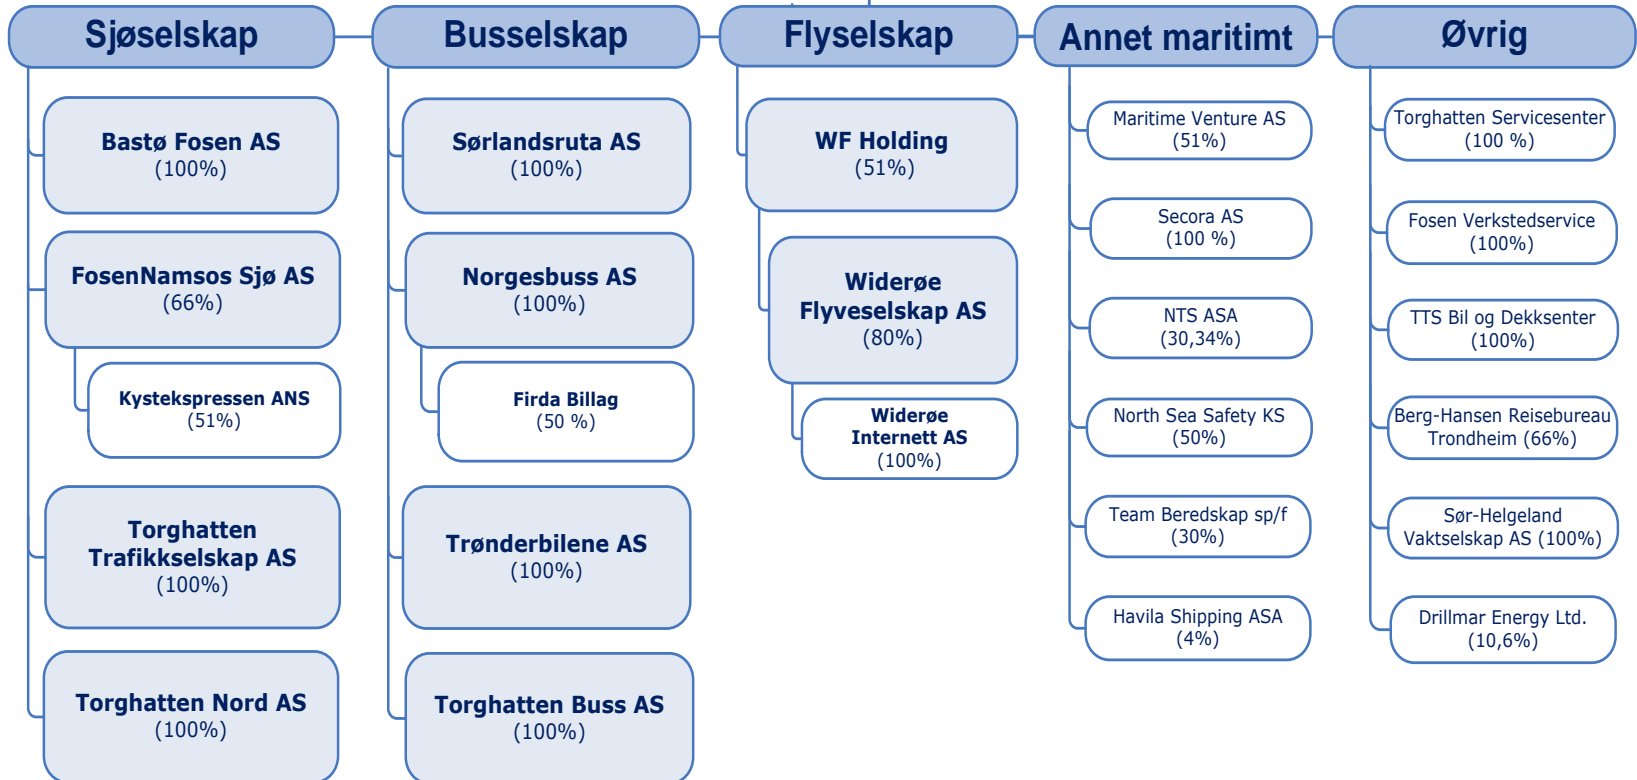 Sjøselskap
Bastø Fosen AS
(100%)
FosenNamsos Sjø AS
(66%)
Kystekspressen ANS
(51%)
Torghatten
Trafikkselskap AS
(100%)
Torghatten Nord AS
(100%)
Busselskap
Sørlandsruta AS
(100%)
Norgesbuss AS
(100%)
Firda Billag
(50 %)
Trønderbilene AS
(100%)
Torghatten Buss AS
(100%)
Flyselskap
WF Holding
(51%)
Widerøe
Flyveselskap AS
(80%)
Widerøe
Internett AS
(100%)
Annet maritimt
Maritime Venture AS
(51%)
Secora AS
(100 %)
NTS ASA
(30,34%)
North Sea Safety KS
(50%)
Team Beredskap sp/f
(30%)
Havila Shipping ASA
(4%)
Øvrig
Torghatten Servicesenter
(100 %)
Fosen Verkstedservice
(100%)
TTS Bil og Dekksenter
(100%)
Berg-Hansen Reisebureau
Trondheim (66%)
Sør-Helgeland
Vaktselskap AS (100%)
Drillmar Energy Ltd.
(10,6%)